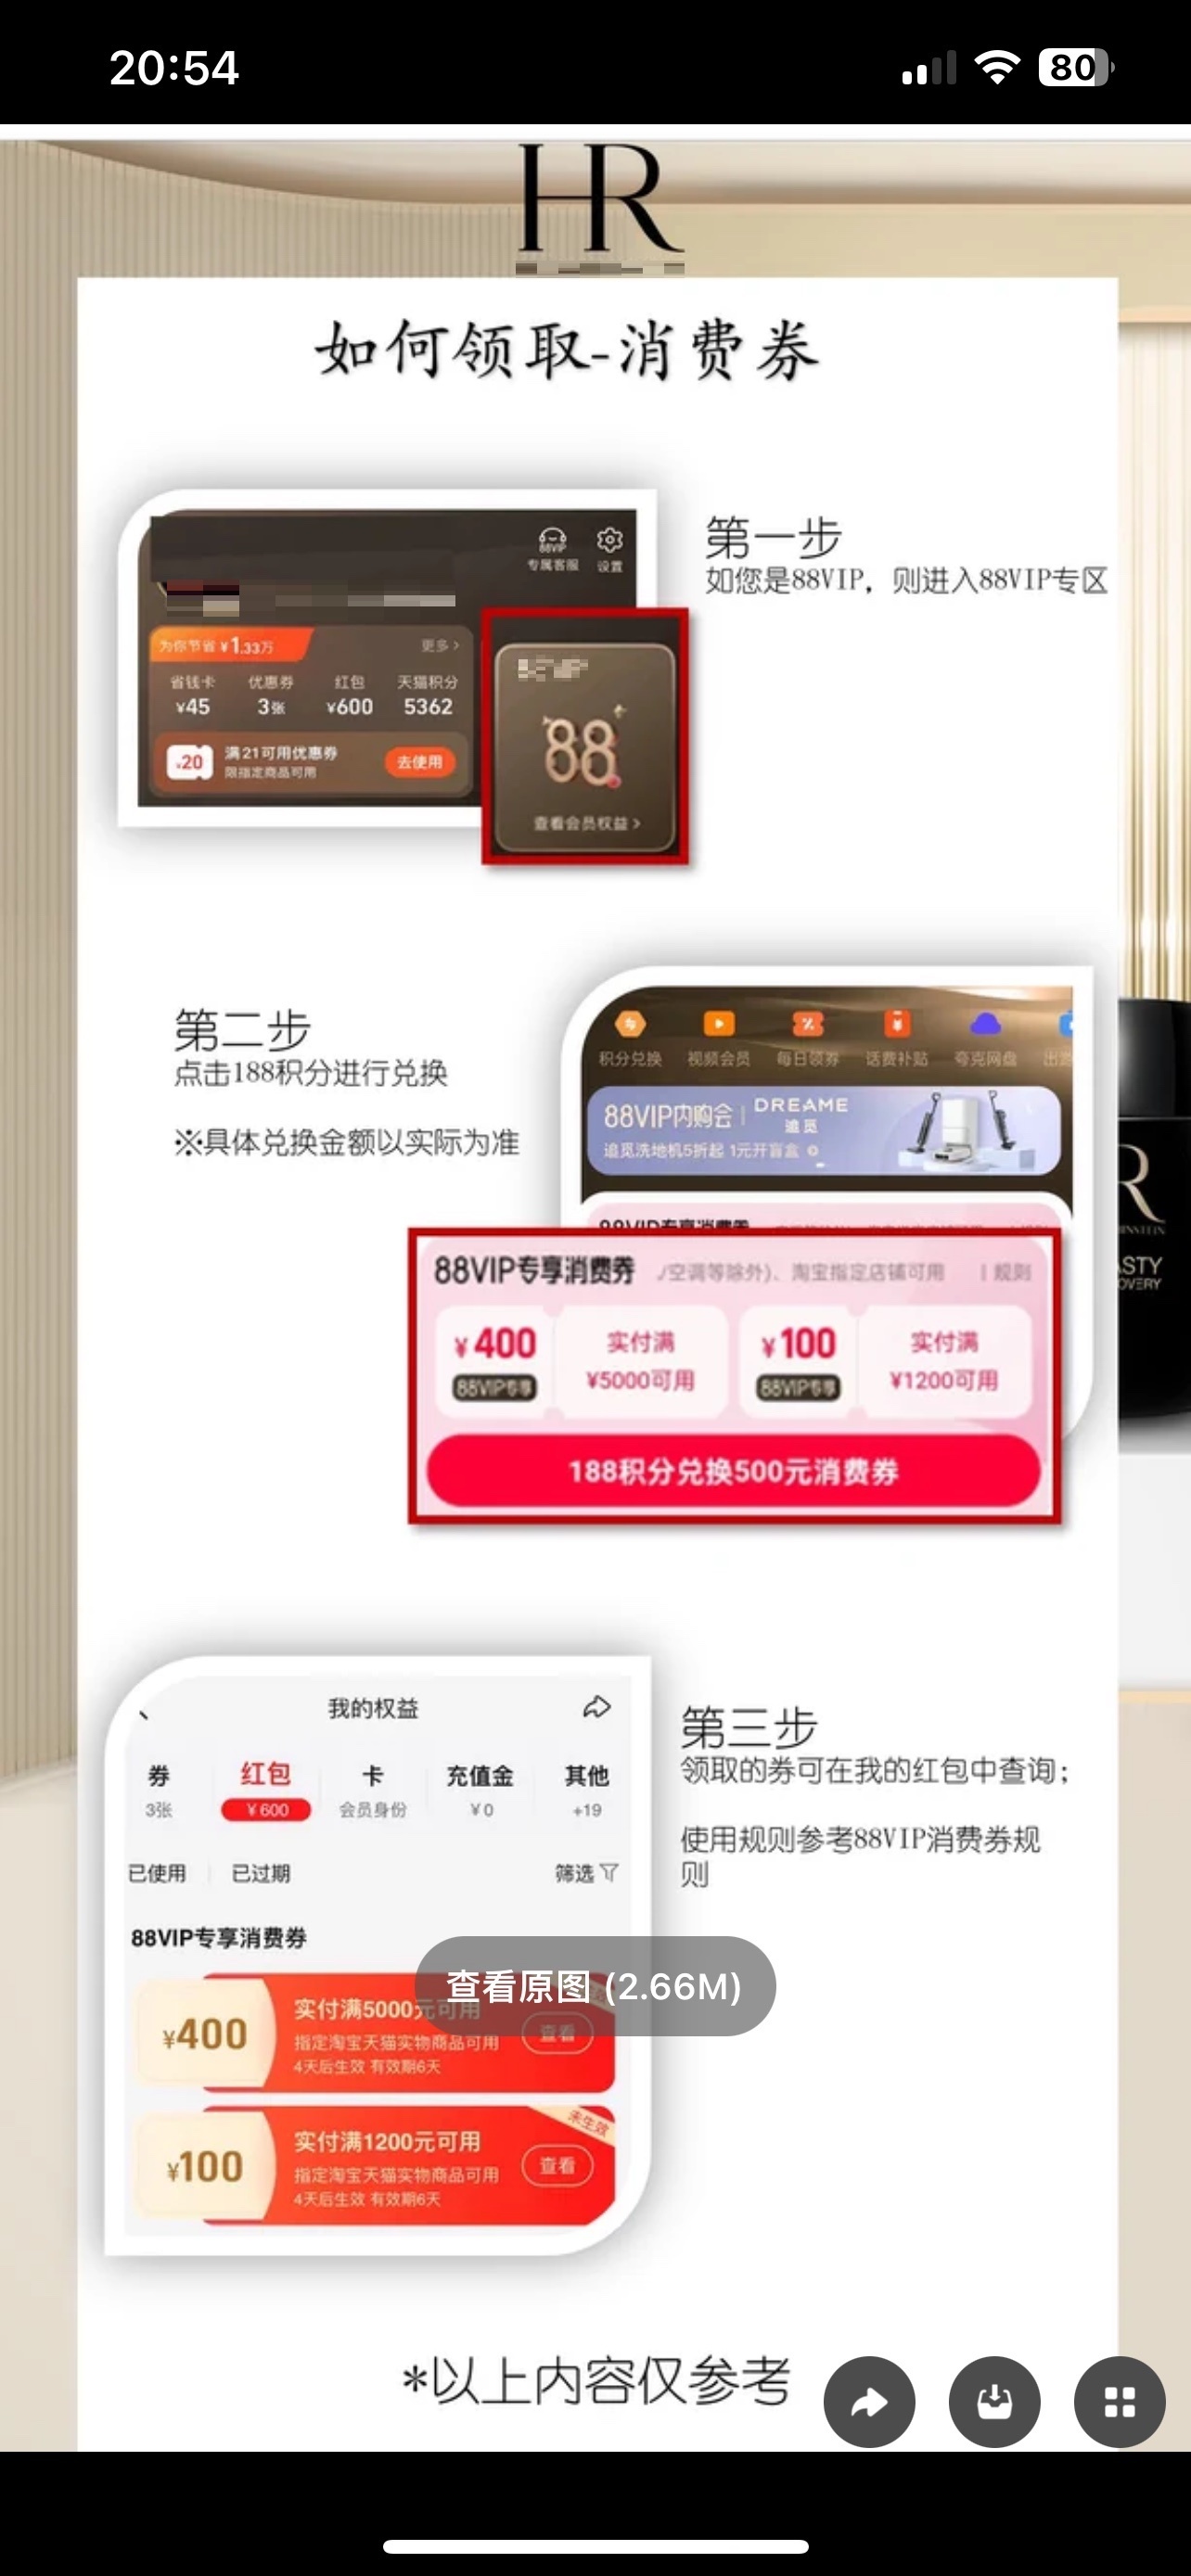 20:54
80
HR
如何领取-消费券
88VIP
专属客服
设置
第一步
如您是88VIP，则进入88VIP专区
为你节省 ¥1.33万
更多 >
省钱卡
优惠券
红包
天猫积分
¥45
3张
¥600
5362
¥20
满21可用优惠券
限指定商品可用
去使用
88
查看会员权益 >
第二步
点击188积分进行兑换
※具体兑换金额以实际为准
积分兑换
视频会员
每日领券
话费补贴
夸克网盘
88VIP内购会 | DREAME
追觅
追觅洗地机5折起 1元开盲盒
88VIP专享消费券
88VIP专享消费券
/空调等除外)、淘宝指定店铺可用
| 规则
¥400
88VIP专享
实付满
¥5000可用
¥100
88VIP专享
实付满
¥1200可用
188积分兑换500元消费券
R
ASTY
OVERY
我的权益
券
红包
卡
充值金
其他
3张
¥600
会员身份
¥0
+19
已使用
已过期
筛选
88VIP专享消费券
¥400
实付满5000元可用
指定淘宝天猫实物商品可用
4天后生效 有效期6天
查看
¥100
实付满1200元可用
指定淘宝天猫实物商品可用
4天后生效 有效期6天
未生效
查看
第三步
领取的券可在我的红包中查询；
使用规则参考88VIP消费券规
则
查看原图 (2.66M)
*以上内容仅参考